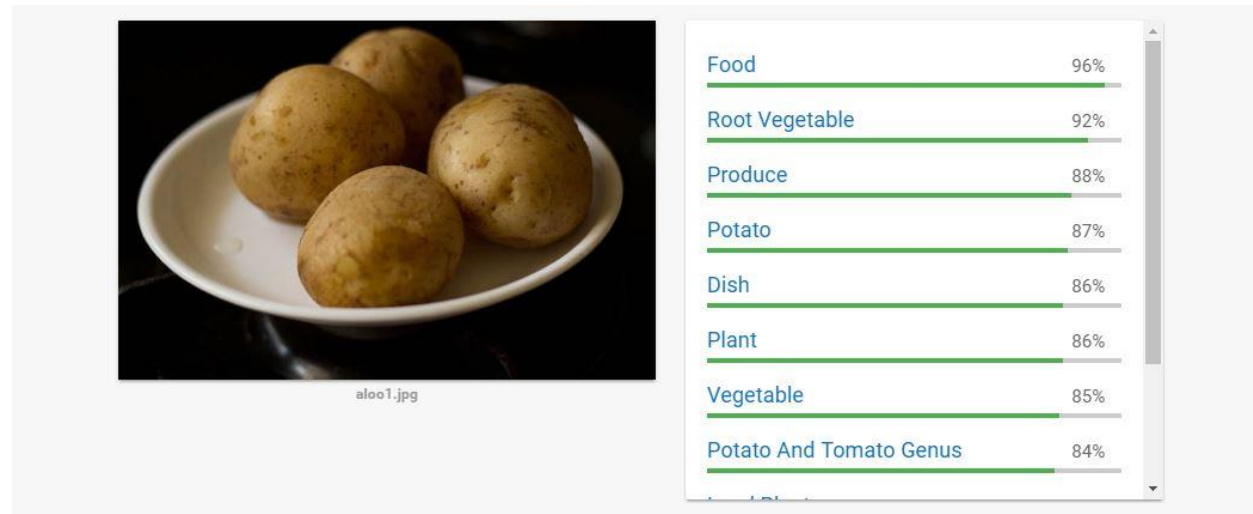 Food 96%
Root Vegetable 92%
Produce 88%
Potato 87%
Dish 86%
Plant 86%
Vegetable 85%
Potato And Tomato Genus 84%
aloo1.jpg